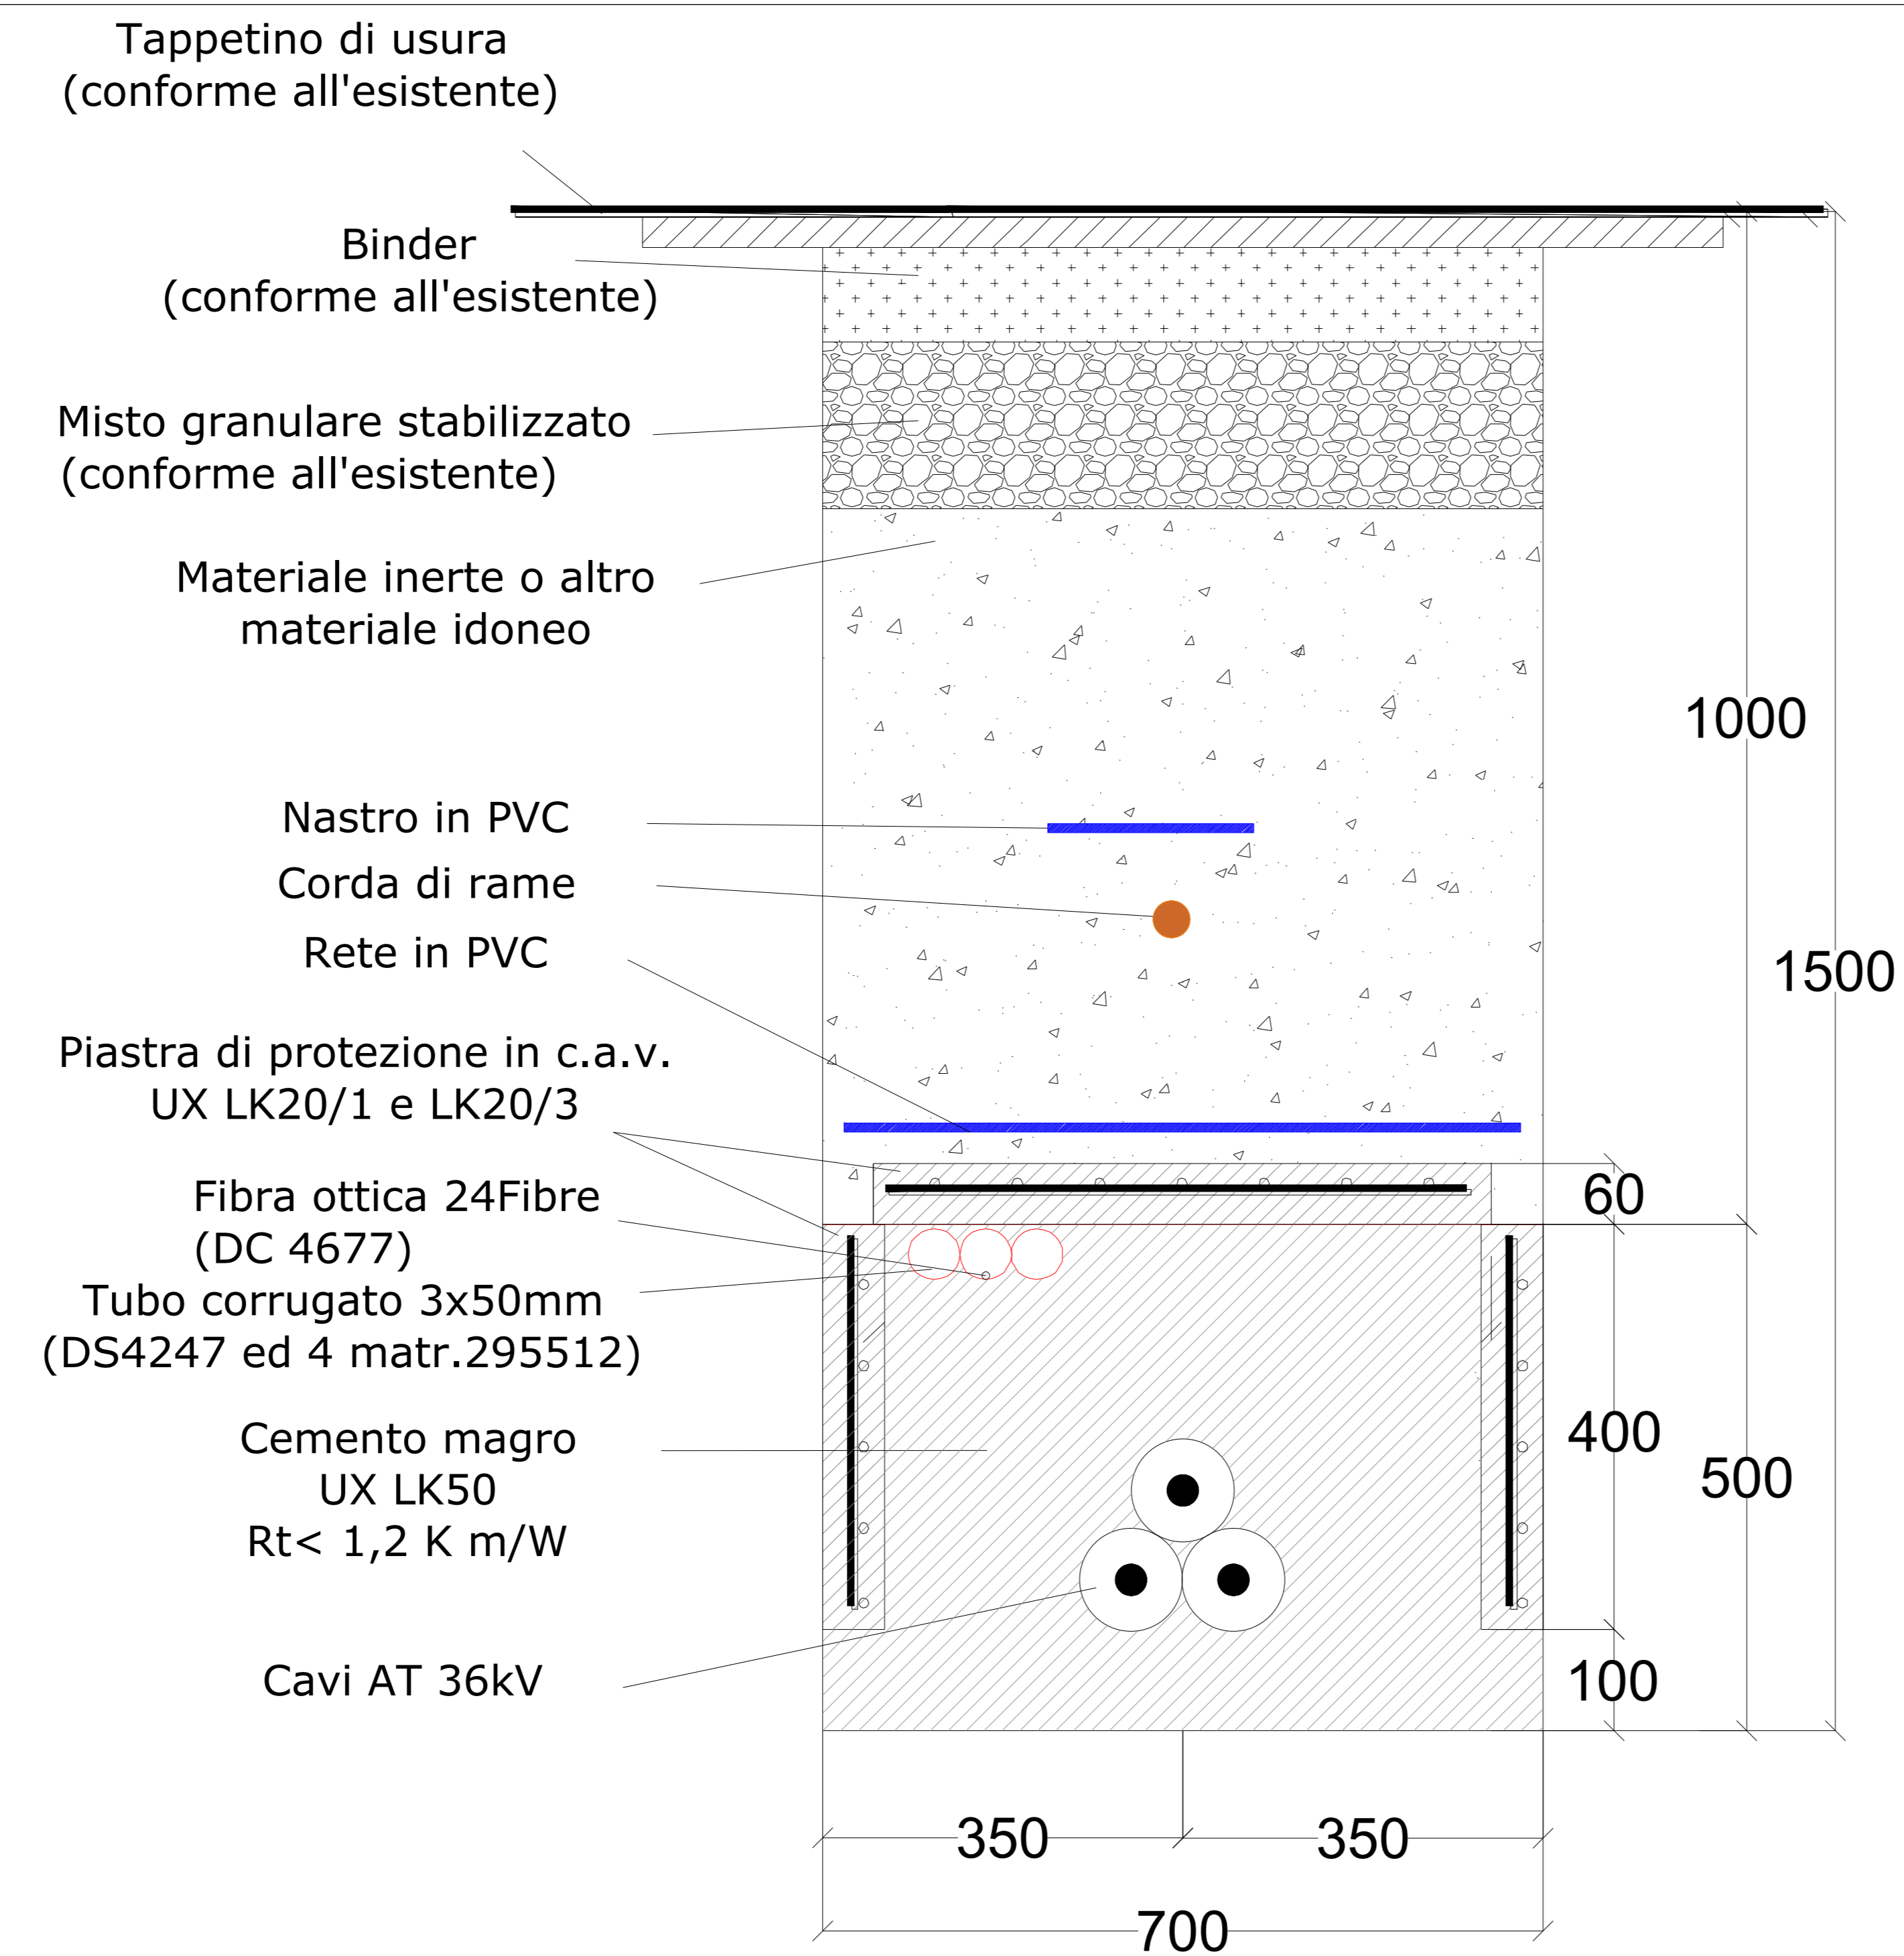 Tappetino di usura
(conforme all'esistente)
Binder
(conforme all'esistente)
Misto granulare stabilizzato
(conforme all'esistente)
Materiale inerte o altro
materiale idoneo
Nastro in PVC
Corda di rame
Rete in PVC
Piastra di protezione in c.a.v.
UX LK20/1 e LK20/3
Fibra ottica 24Fibre
(DC 4677)
Tubo corrugato 3x50mm
(DS4247 ed 4 matr.295512)
Cemento magro
UX LK50
Rt< 1,2 K m/W
Cavi AT 36kV
1000
1500
60
400
500
100
350
350
700